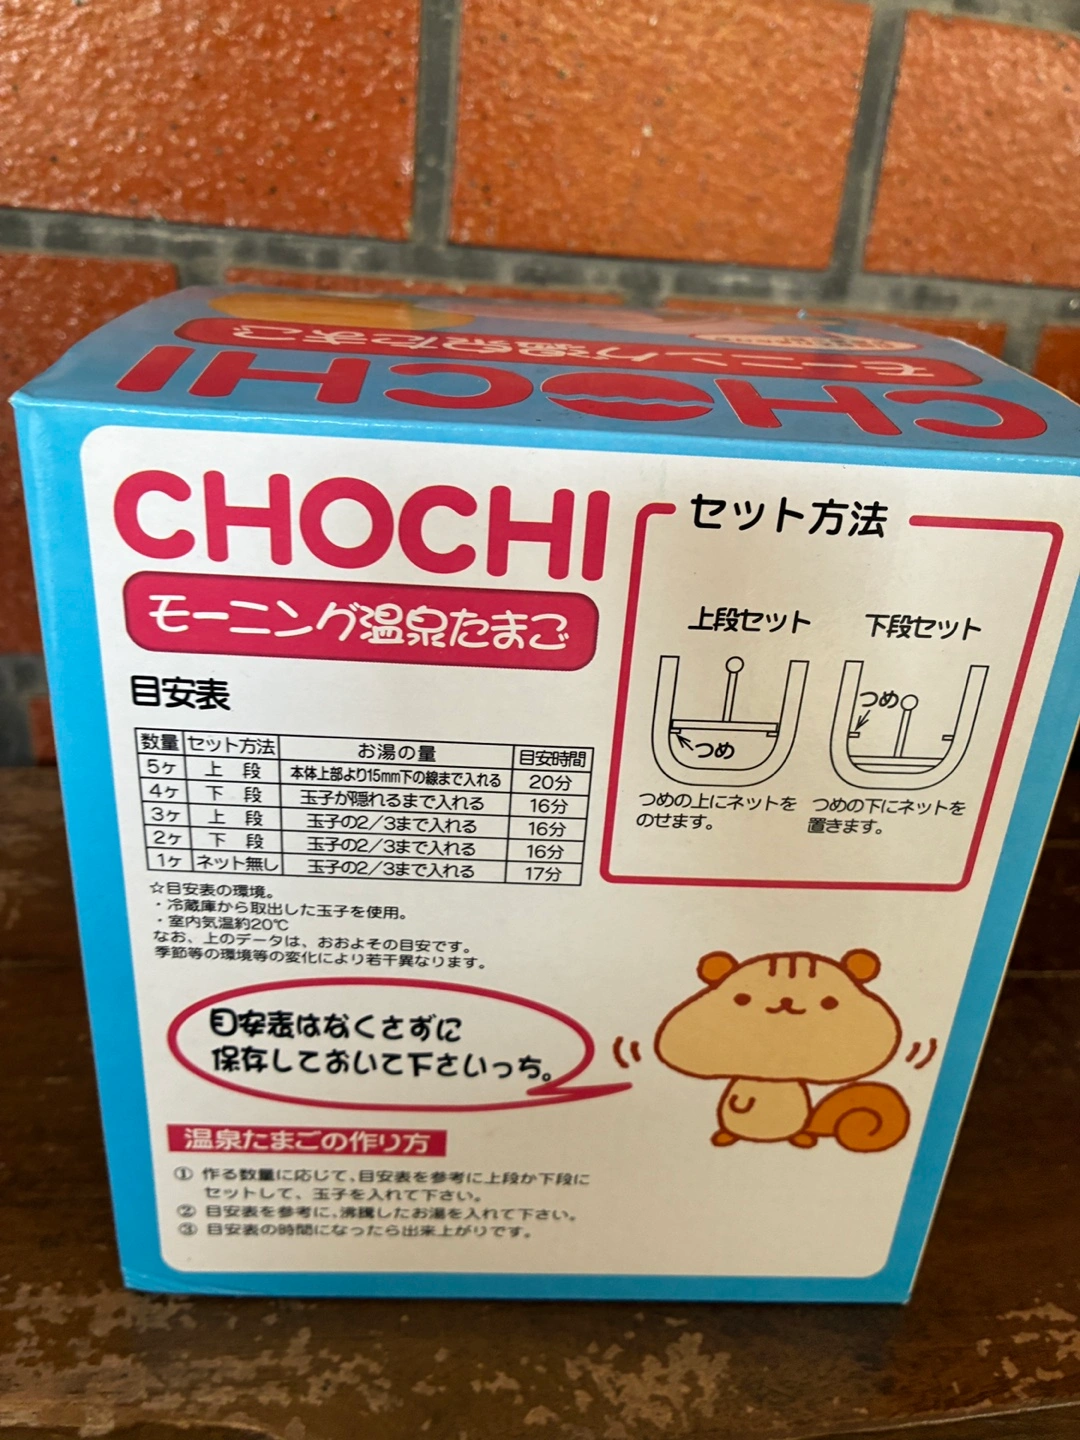 モーニング温泉たまご
CHOCHI
CHOCHI
モーニング温泉たまご
目安表
数量 セット方法 お湯の量 目安時間
5ヶ 上 段 本体上部より15mm下の線まで入れる 20分
4ヶ 下 段 玉子が隠れるまで入れる 16分
3ヶ 上 段 玉子の2/3まで入れる 16分
2ヶ 下 段 玉子の2/3まで入れる 16分
1ヶ ネット無し 玉子の2/3まで入れる 17分
☆目安表の環境。
・冷蔵庫から取出した玉子を使用。
・室内気温約20℃
なお、上のデータは、おおよその目安です。
季節等の環境等の変化により若干異なります。
セット方法
上段セット
下段セット
つめ
つめ
つめの上にネットを
のせます。
つめの下にネットを
置きます。
目安表はなくさずに
保存しておいて下さいっち。
温泉たまごの作り方
① 作る数量に応じて、目安表を参考に上段か下段に
セットして、玉子を入れて下さい。
② 目安表を参考に、沸騰したお湯を入れて下さい。
③ 目安表の時間になったら出来上がりです。